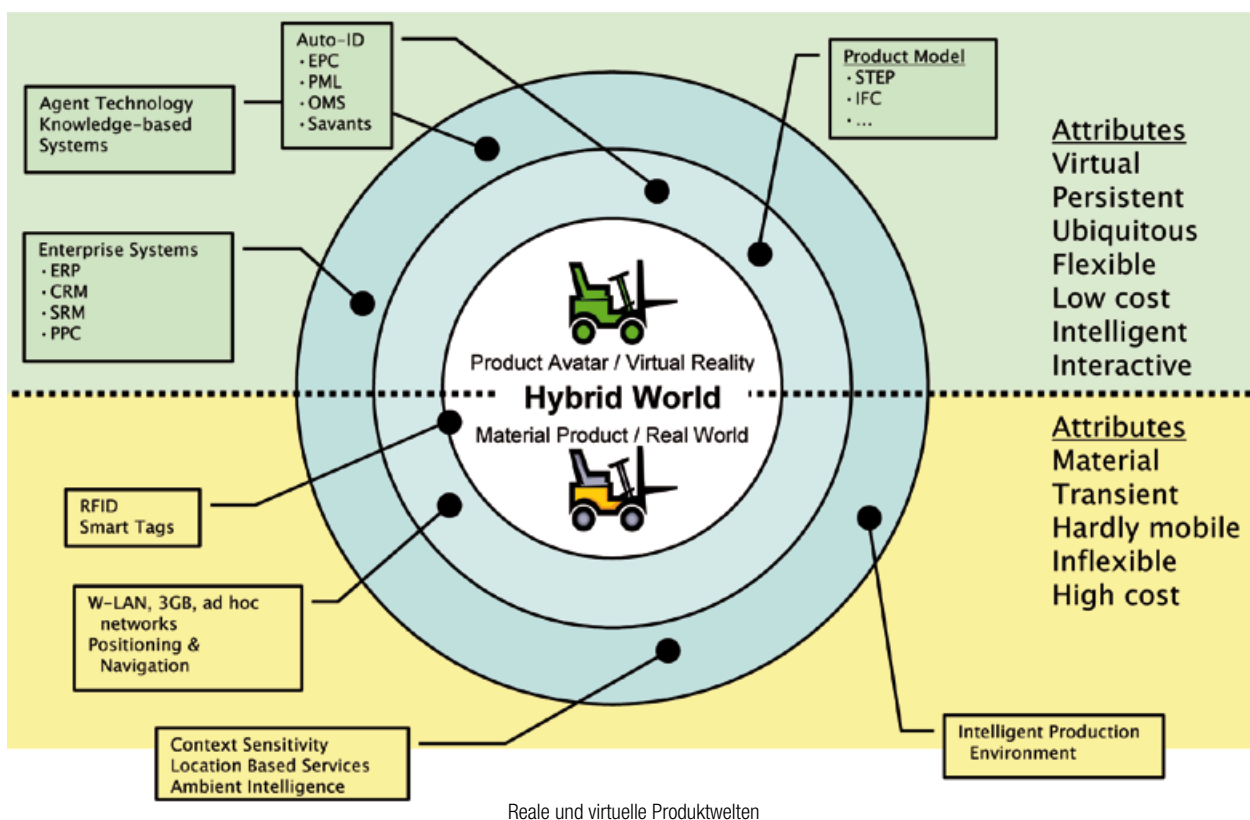 Auto-ID
· EPC
· PML
· OMS
· Savants
Product Model
· STEP
· IFC
· ...
Agent Technology
Knowledge-based
Systems
Attributes
Virtual
Persistent
Ubiquitous
Flexible
Low cost
Intelligent
Interactive
Enterprise Systems
· ERP
· CRM
· SRM
· PPC
Product Avatar / Virtual Reality
Hybrid World
Material Product / Real World
Attributes
Material
Transient
Hardly mobile
Inflexible
High cost
RFID
Smart Tags
W-LAN, 3GB, ad hoc
networks
Positioning &
Navigation
Context Sensitivity
Location Based Services
Ambient Intelligence
Intelligent Production
Environment
Reale und virtuelle Produktwelten